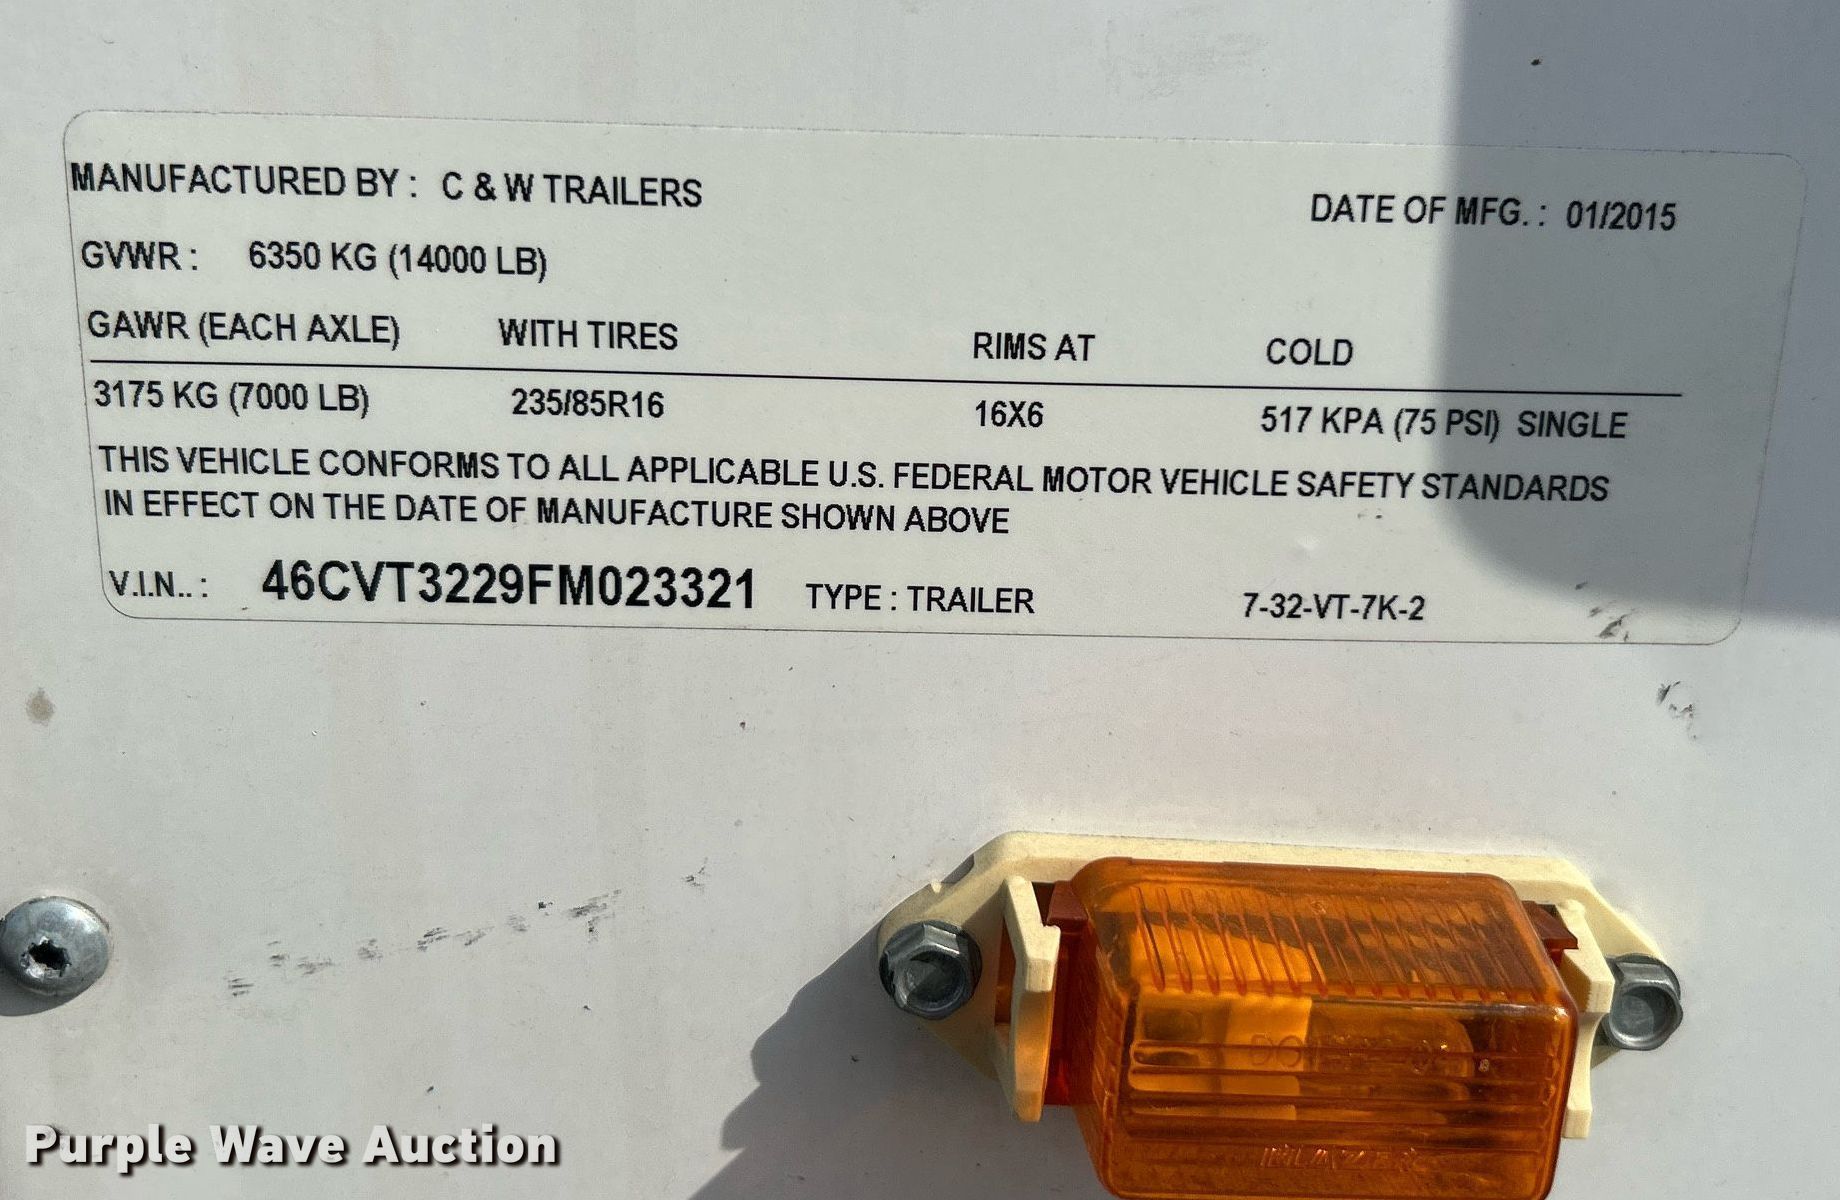 MANUFACTURED BY : C & W TRAILERS DATE OF MFG. : 01/2015
GVWR : 6350 KG (14000 LB)
GAWR (EACH AXLE) WITH TIRES RIMS AT COLD
3175 KG (7000 LB) 235/85R16 16X6 517 KPA (75 PSI) SINGLE
THIS VEHICLE CONFORMS TO ALL APPLICABLE U.S. FEDERAL MOTOR VEHICLE SAFETY STANDARDS
IN EFFECT ON THE DATE OF MANUFACTURE SHOWN ABOVE
V.I.N.. : 46CVT3229FM023321 TYPE : TRAILER 7-32-VT-7K-2
Purple Wave Auction